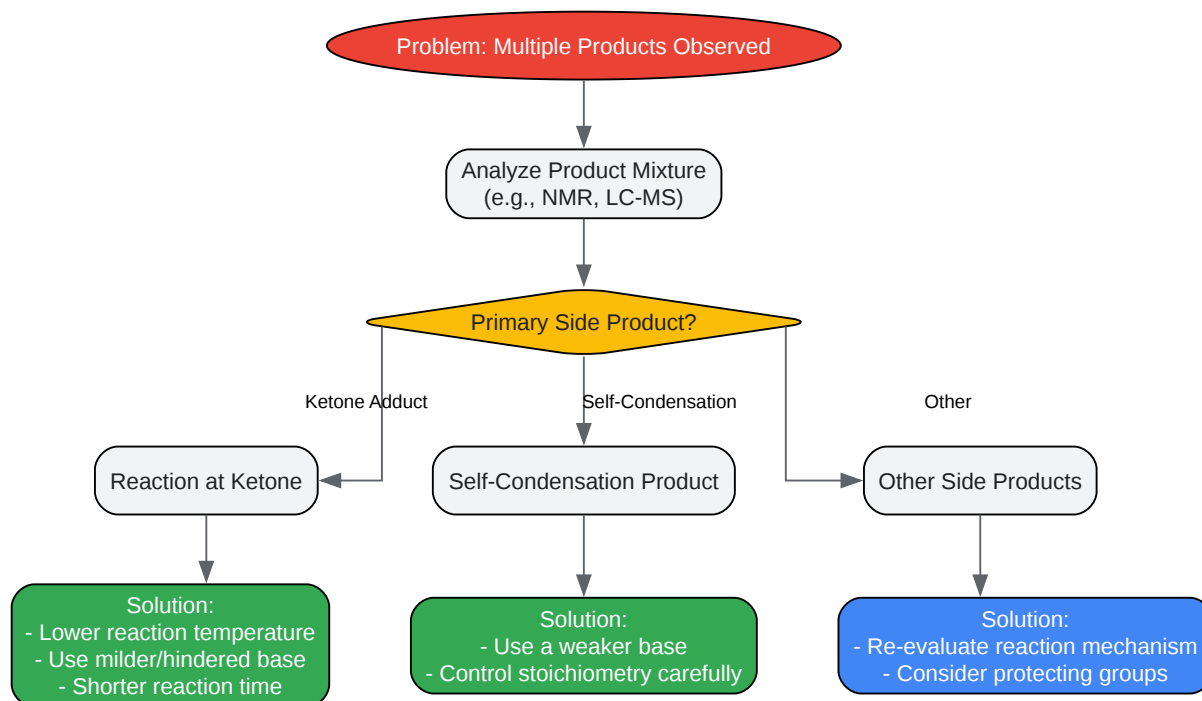 Problem: Multiple Products Observed
Analyze Product Mixture
(e.g., NMR, LC-MS)
Primary Side Product?
Ketone Adduct
Self-Condensation
Other
Reaction at Ketone
Self-Condensation Product
Other Side Products
Solution:
- Lower reaction temperature
- Use milder/hindered base
- Shorter reaction time
Solution:
- Use a weaker base
- Control stoichiometry carefully
Solution:
- Re-evaluate reaction mechanism
- Consider protecting groups